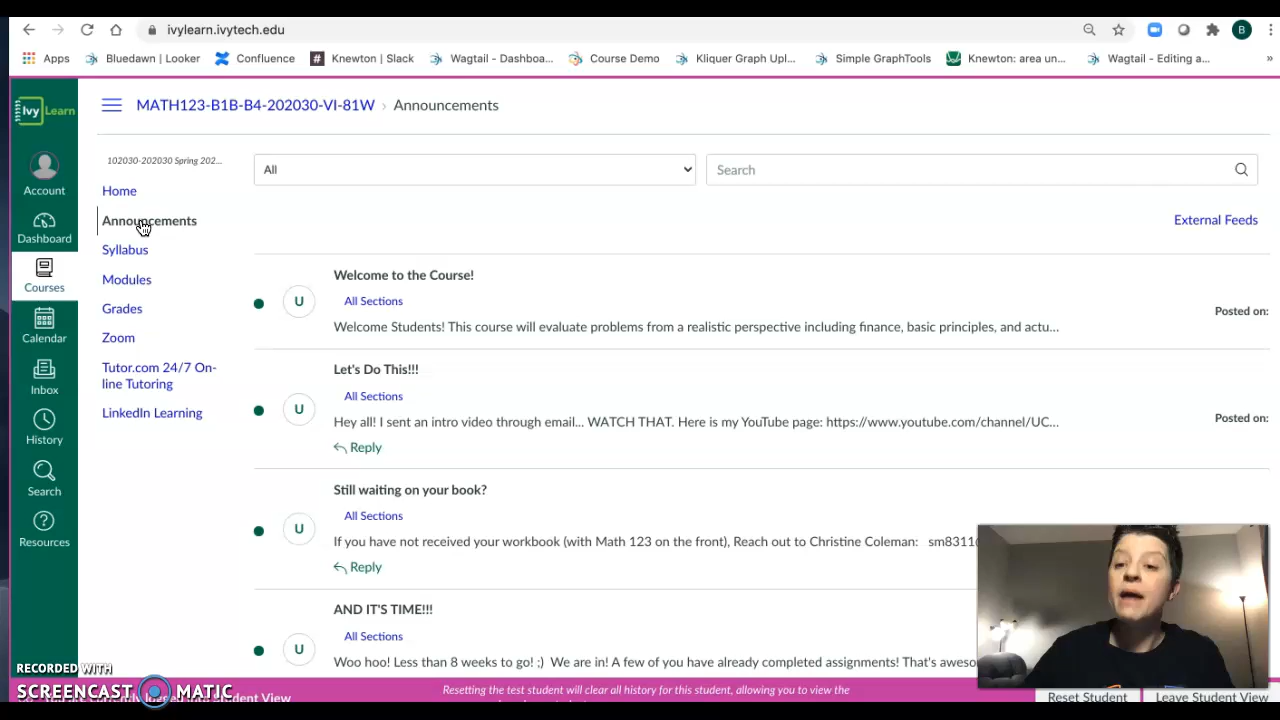 ivylearn.ivytech.edu
B
Apps Bluedawn | Looker Confluence Knewton | Slack Wagtail - Dashboa... Course Demo Kliquer Graph Upl... Simple GraphTools Knewton: area un... Wagtail - Editing a... »
IvyLearn
MATH123-B1B-B4-202030-VI-81W › Announcements
102030-202030 Spring 202...
Home
Announcements
Syllabus
Modules
Grades
Zoom
Tutor.com 24/7 On-
line Tutoring
LinkedIn Learning
Account
Dashboard
Courses
Calendar
Inbox
History
Search
Resources
All
Search
External Feeds
Welcome to the Course!
U
All Sections
Welcome Students! This course will evaluate problems from a realistic perspective including finance, basic principles, and actu...
Posted on:
Let's Do This!!!
All Sections
U
Hey all! I sent an intro video through email... WATCH THAT. Here is my YouTube page: https://www.youtube.com/channel/UC...
Posted on:
Reply
Still waiting on your book?
All Sections
U
If you have not received your workbook (with Math 123 on the front), Reach out to Christine Coleman: sm8311
Reply
AND IT'S TIME!!!
All Sections
U
Woo hoo! Less than 8 weeks to go! ;) We are in! A few of you have already completed assignments! That's aweso
RECORDED WITH
SCREENCAST MATIC
Student View
Resetting the test student will clear all history for this student, allowing you to view the
Reset Student
Leave Student View